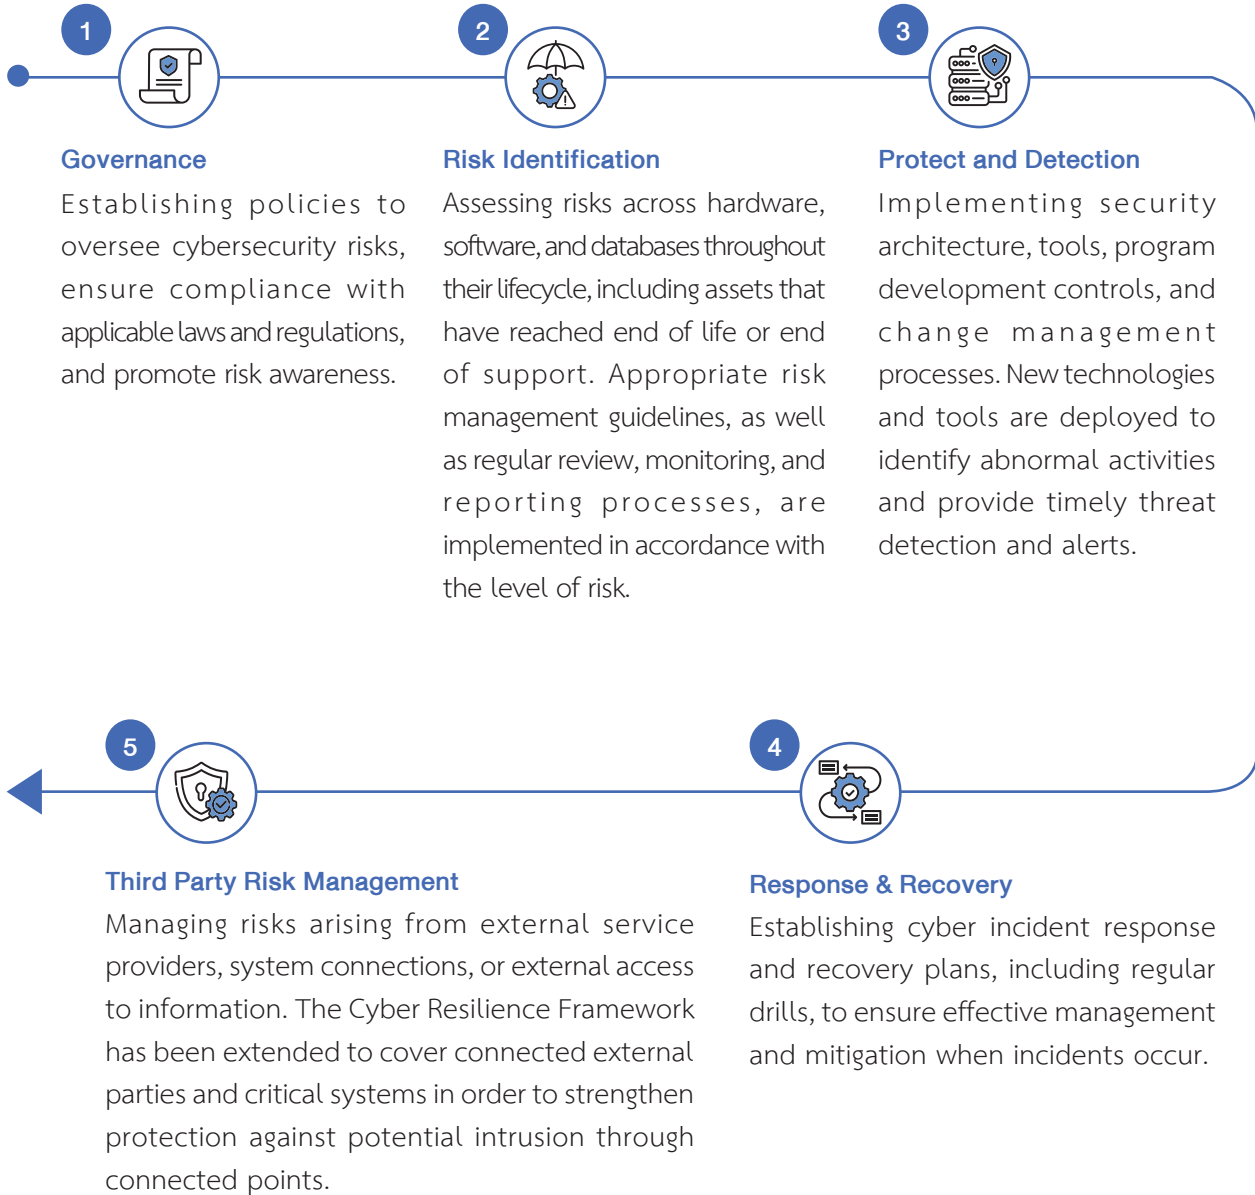 1
Governance
Establishing policies to
oversee cybersecurity risks,
ensure compliance with
applicable laws and regulations,
and promote risk awareness.
2
Risk Identification
Assessing risks across hardware,
software, and databases throughout
their lifecycle, including assets that
have reached end of life or end
of support. Appropriate risk
management guidelines, as well
as regular review, monitoring, and
reporting processes, are
implemented in accordance with
the level of risk.
3
Protect and Detection
Implementing security
architecture, tools, program
development controls, and
change management
processes. New technologies
and tools are deployed to
identify abnormal activities
and provide timely threat
detection and alerts.
4
Response & Recovery
Establishing cyber incident response
and recovery plans, including regular
drills, to ensure effective management
and mitigation when incidents occur.
5
Third Party Risk Management
Managing risks arising from external service
providers, system connections, or external access
to information. The Cyber Resilience Framework
has been extended to cover connected external
parties and critical systems in order to strengthen
protection against potential intrusion through
connected points.